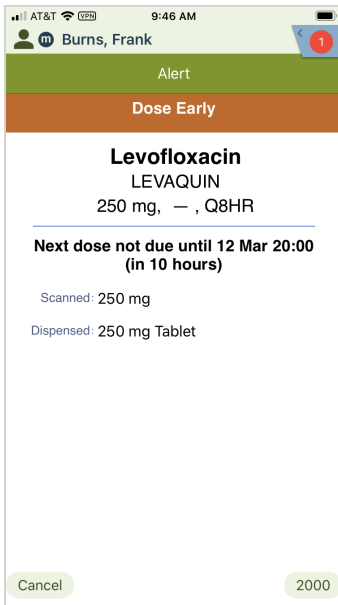 AT&T VPN 9:46 AM
m Burns, Frank 1
Alert
Dose Early
Levofloxacin
LEVAQUIN
250 mg, — , Q8HR
Next dose not due until 12 Mar 20:00
(in 10 hours)
Scanned: 250 mg
Dispensed: 250 mg Tablet
Cancel 2000